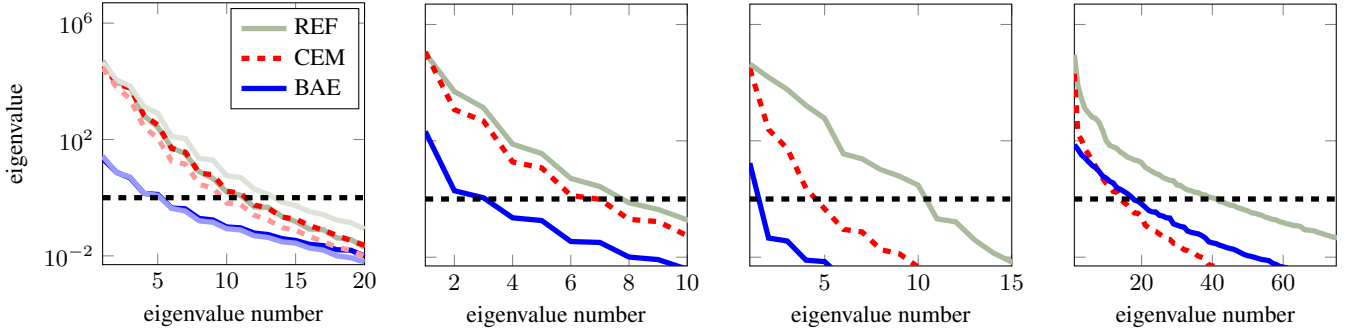 10^6
10^2
10^{-2}
eigenvalue
REF
CEM
BAE
5 10 15 20
eigenvalue number
2 4 6 8 10
eigenvalue number
5 10 15
eigenvalue number
20 40 60
eigenvalue number